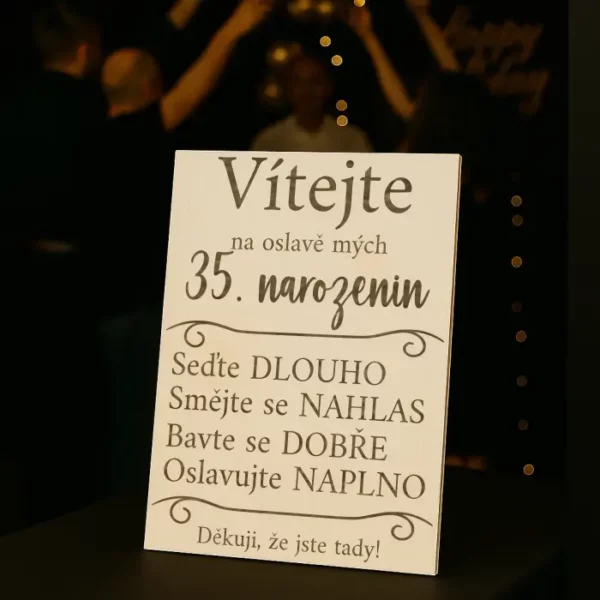 Happy
Vítejte
na oslavě mých
35. narozenin
Seďte DLOUHO
Smějte se NAHLAS
Bavte se DOBŘE
Oslavujte NAPLNO
Děkuji, že jste tady!